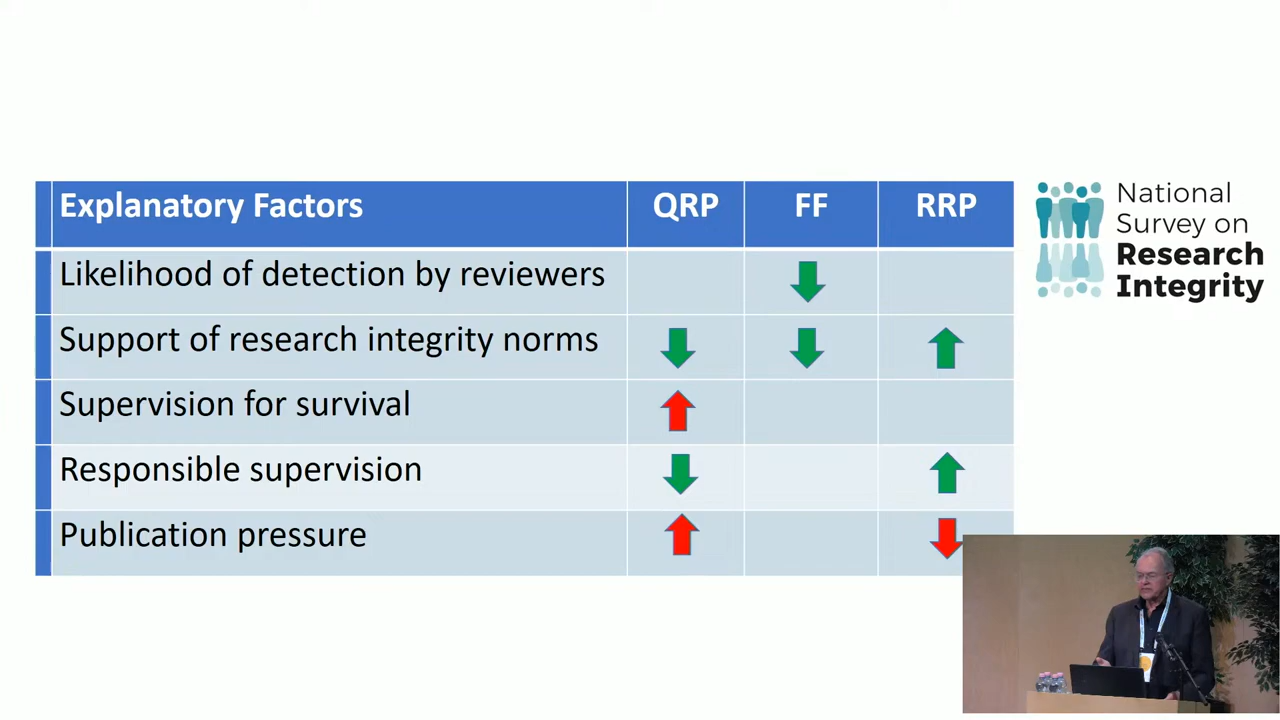 Explanatory Factors QRP FF RRP
Likelihood of detection by reviewers
Support of research integrity norms
Supervision for survival
Responsible supervision
Publication pressure
National
Survey on
Research
Integrity